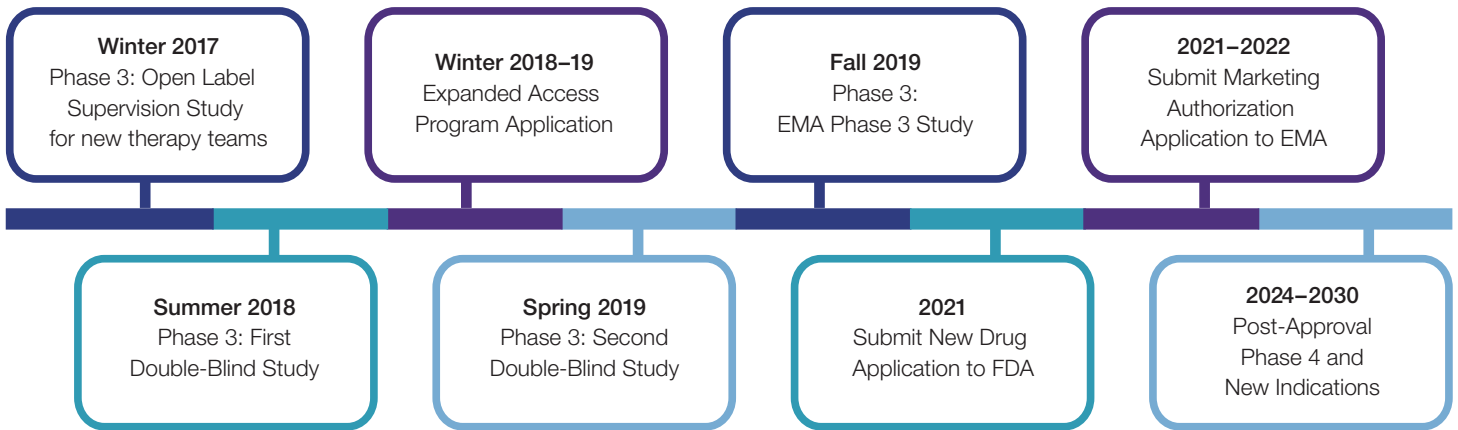 Winter 2017
Phase 3: Open Label
Supervision Study
for new therapy teams
Winter 2018–19
Expanded Access
Program Application
Fall 2019
Phase 3:
EMA Phase 3 Study
2021–2022
Submit Marketing
Authorization
Application to EMA
Summer 2018
Phase 3: First
Double-Blind Study
Spring 2019
Phase 3: Second
Double-Blind Study
2021
Submit New Drug
Application to FDA
2024–2030
Post-Approval
Phase 4 and
New Indications